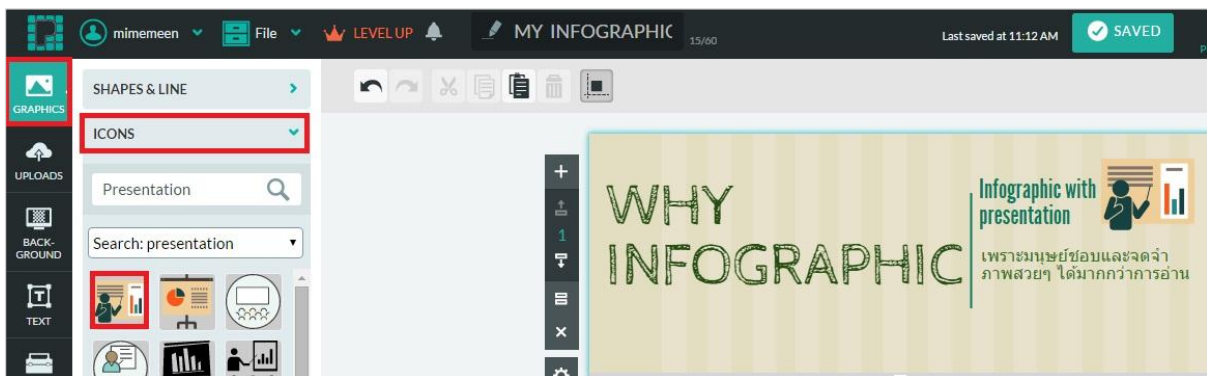 mimemeen
File
LEVEL UP
MY INFOGRAPHIC
15/60
Last saved at 11:12 AM
SAVED
GRAPHICS
UPLOADS
BACK-
GROUND
TEXT
SHAPES & LINE
ICONS
Presentation
Search: presentation
1
WHY
INFOGRAPHIC
Infographic with
presentation
เพราะมนุษย์ชอบและจดจำ
ภาพสวยๆ ได้มากกว่าการอ่าน